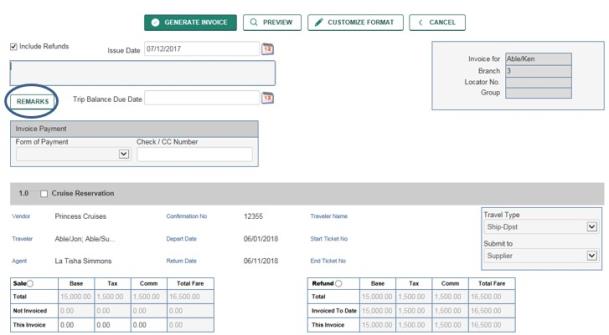 GENERATE INVOICE PREVIEW CUSTOMIZE FORMAT CANCEL
Include Refunds Issue Date 07/12/2017
Invoice for Able/Ken
Branch 3
Locator No.
Group
REMARKS Trip Balance Due Date
Invoice Payment
Form of Payment Check / CC Number
1.0 Cruise Reservation
Vendor Princess Cruises Confirmation No 12355 Traveler Name
Traveler Able/Jon; Able/Su... Depart Date 06/01/2018 Start Ticket No
Agent La Tisha Simmons Return Date 06/11/2018 End Ticket No
Travel Type
Ship-Dpst
Submit to
Supplier
Sale Base Tax Comm Total Fare
Total 15,000.00 1,500.00 1,500.00 16,500.00
Not Invoiced 0.00 0.00 0.00 0.00
This Invoice 0.00 0.00 0.00 0.00
Refund Base Tax Comm Total Fare
Total 15,000.00 1,500.00 1,500.00 16,500.00
Invoiced To Date 15,000.00 1,500.00 1,500.00 16,500.00
This Invoice 15,000.00 1,500.00 1,500.00 16,500.00